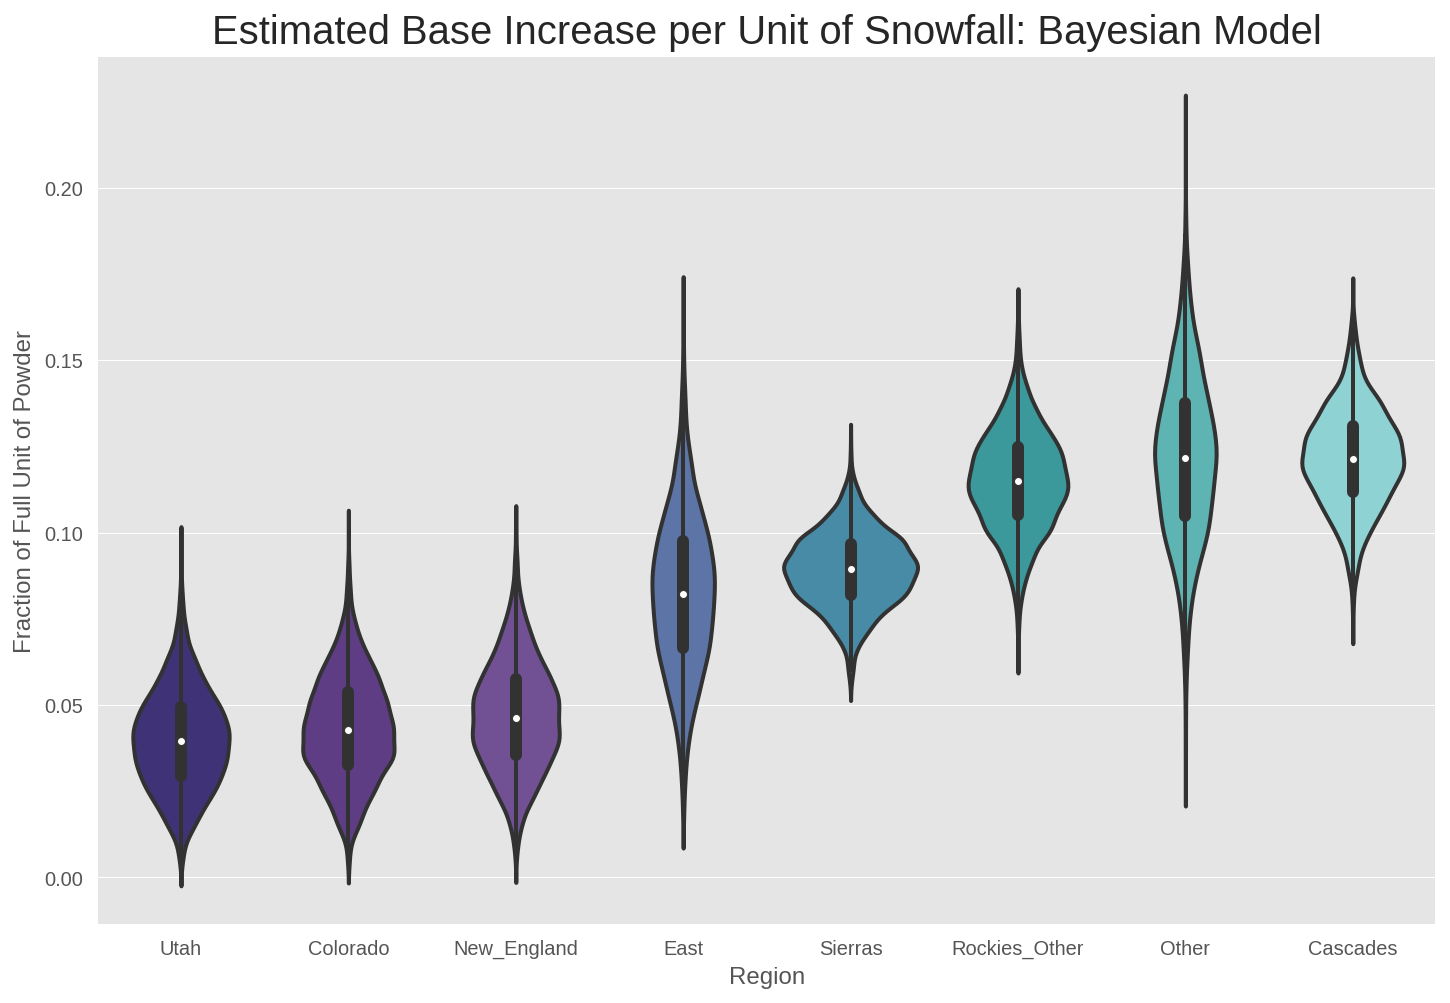 Estimated Base Increase per Unit of Snowfall: Bayesian Model
Fraction of Full Unit of Powder
0.20
0.15
0.10
0.05
0.00
Utah Colorado New_England East Sierras Rockies_Other Other Cascades
Region